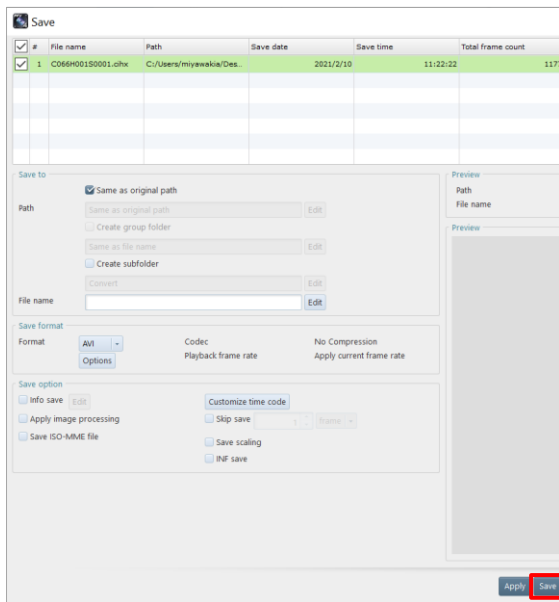 Save
# File name Path Save date Save time Total frame count
1 C066H001S0001.cihx C:/Users/miyawakia/Des... 2021/2/10 11:22:22 1177
Save to
Same as original path
Path Same as original path Edit
Create group folder
Same as file name Edit
Create subfolder
Convert Edit
File name Edit
Preview
Path
File name
Preview
Save format
Format AVI Codec No Compression
Options Playback frame rate Apply current frame rate
Save option
Info save Edit Customize time code
Apply image processing Skip save 1 frame
Save ISO-MME file Save scaling
INF save
Apply Save